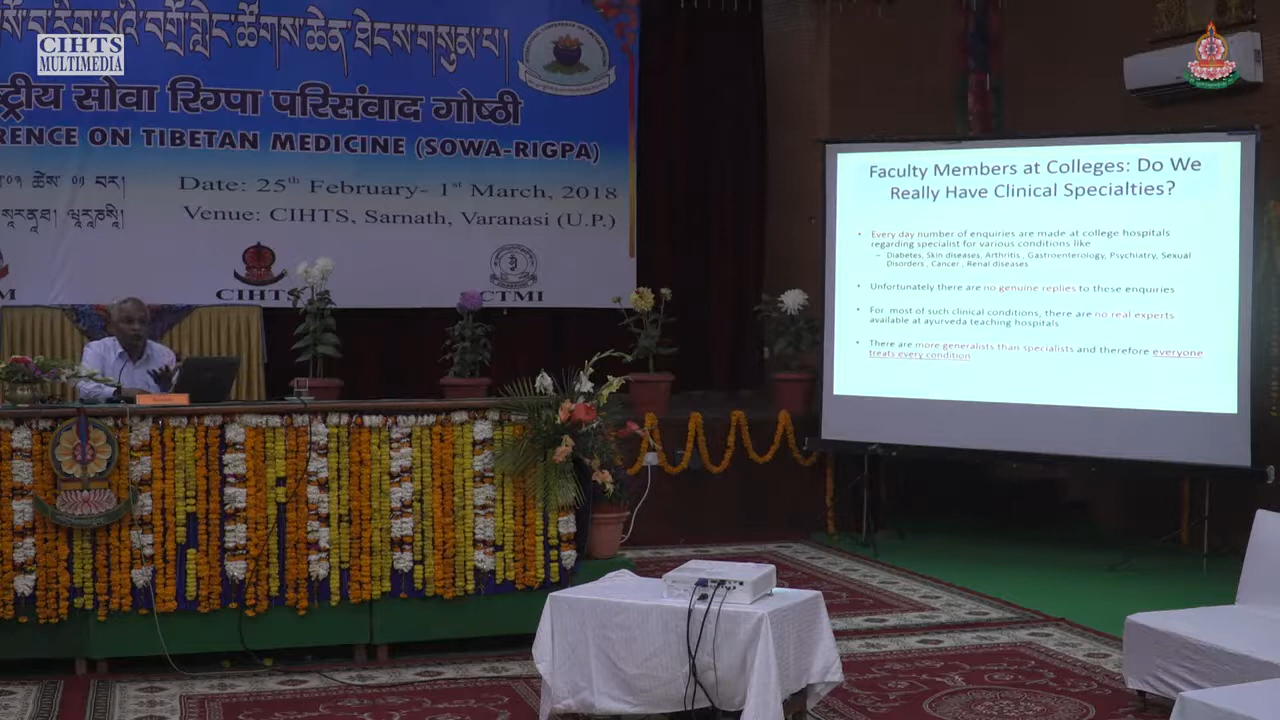 CIHTS
MULTIMEDIA
सोवा रिग्पा परिसंवाद गोष्ठी
ON TIBETAN MEDICINE (SOWA-RIGPA)
Date: 25th February- 1st March, 2018
Venue: CIHTS, Sarnath, Varanasi (U.P.)
CIHTS
CTMI
Faculty Members at Colleges: Do We
Really Have Clinical Specialties?
• Every day number of enquiries are made at college hospitals
regarding specialist for various conditions like
– Diabetes, Skin diseases, Arthritis , Gastroenterology, Psychiatry, Sexual
Disorders , Cancer , Renal diseases
• Unfortunately there are no genuine replies to these enquiries
• For most of such clinical conditions, there are no real experts
available at ayurveda teaching hospitals
• There are more generalists than specialists and therefore everyone
treats every condition